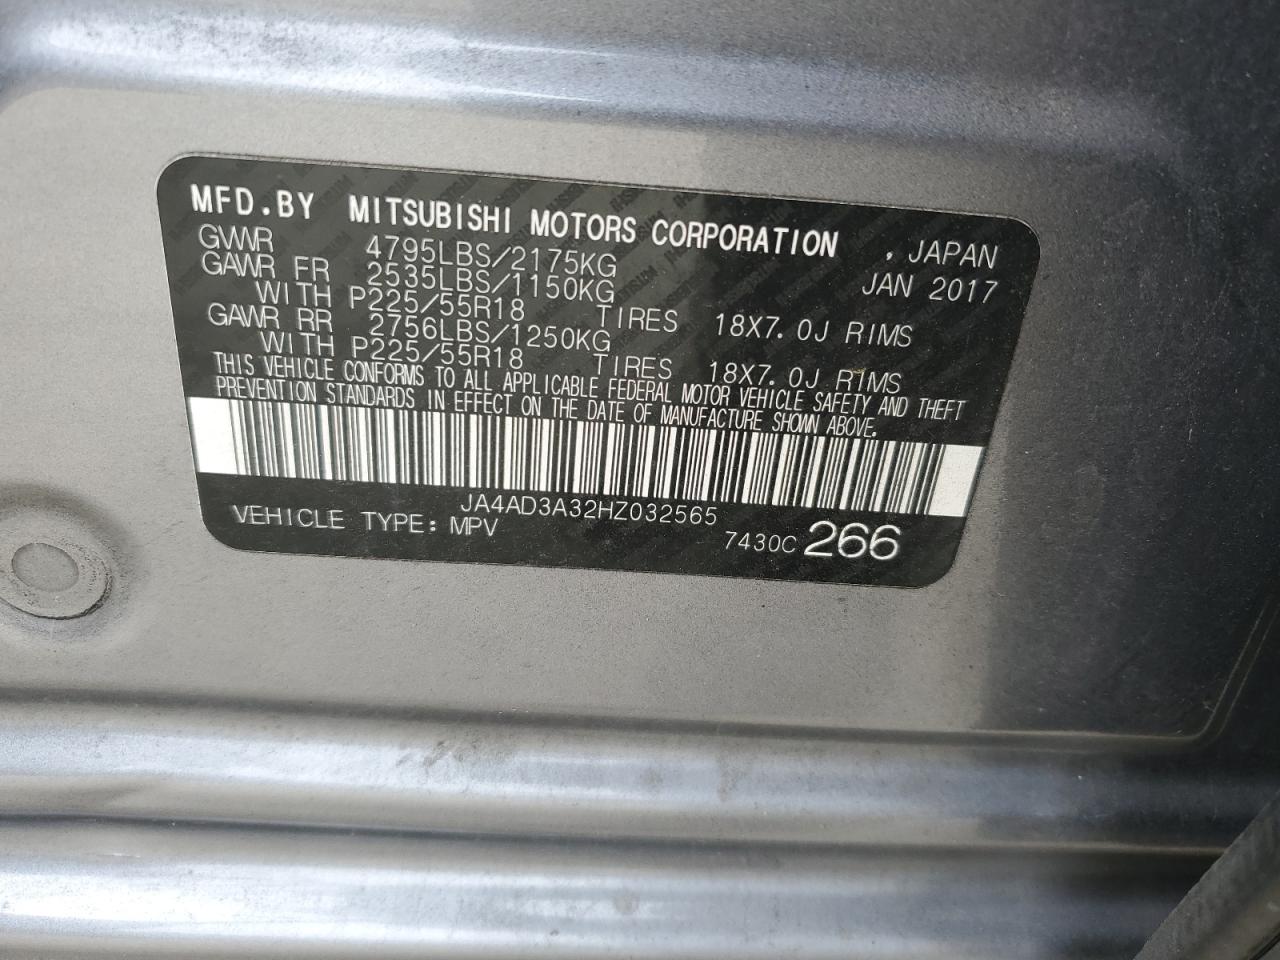 MFD.BY MITSUBISHI MOTORS CORPORATION , JAPAN
GVWR 4795LBS/2175KG JAN 2017
GAWR FR 2535LBS/1150KG
WITH P225/55R18 TIRES 18X7.0J RIMS
GAWR RR 2756LBS/1250KG
WITH P225/55R18 TIRES 18X7.0J RIMS
THIS VEHICLE CONFORMS TO ALL APPLICABLE FEDERAL MOTOR VEHICLE SAFETY AND THEFT
PREVENTION STANDARDS IN EFFECT ON THE DATE OF MANUFACTURE SHOWN ABOVE.
JA4AD3A32HZ032565
VEHICLE TYPE: MPV 7430C 266